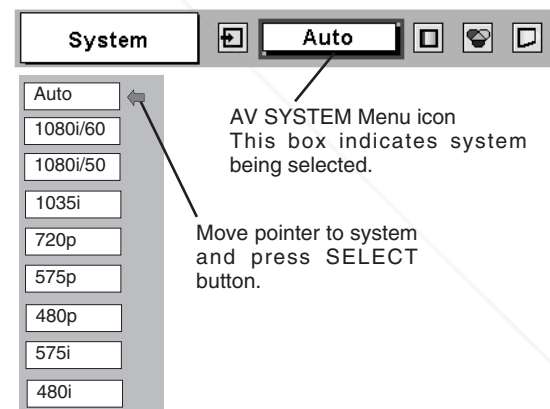 System
Auto
Auto
1080i/60
1080i/50
1035i
720p
575p
480p
575i
480i
AV SYSTEM Menu icon
This box indicates system
being selected.
Move pointer to system
and press SELECT
button.